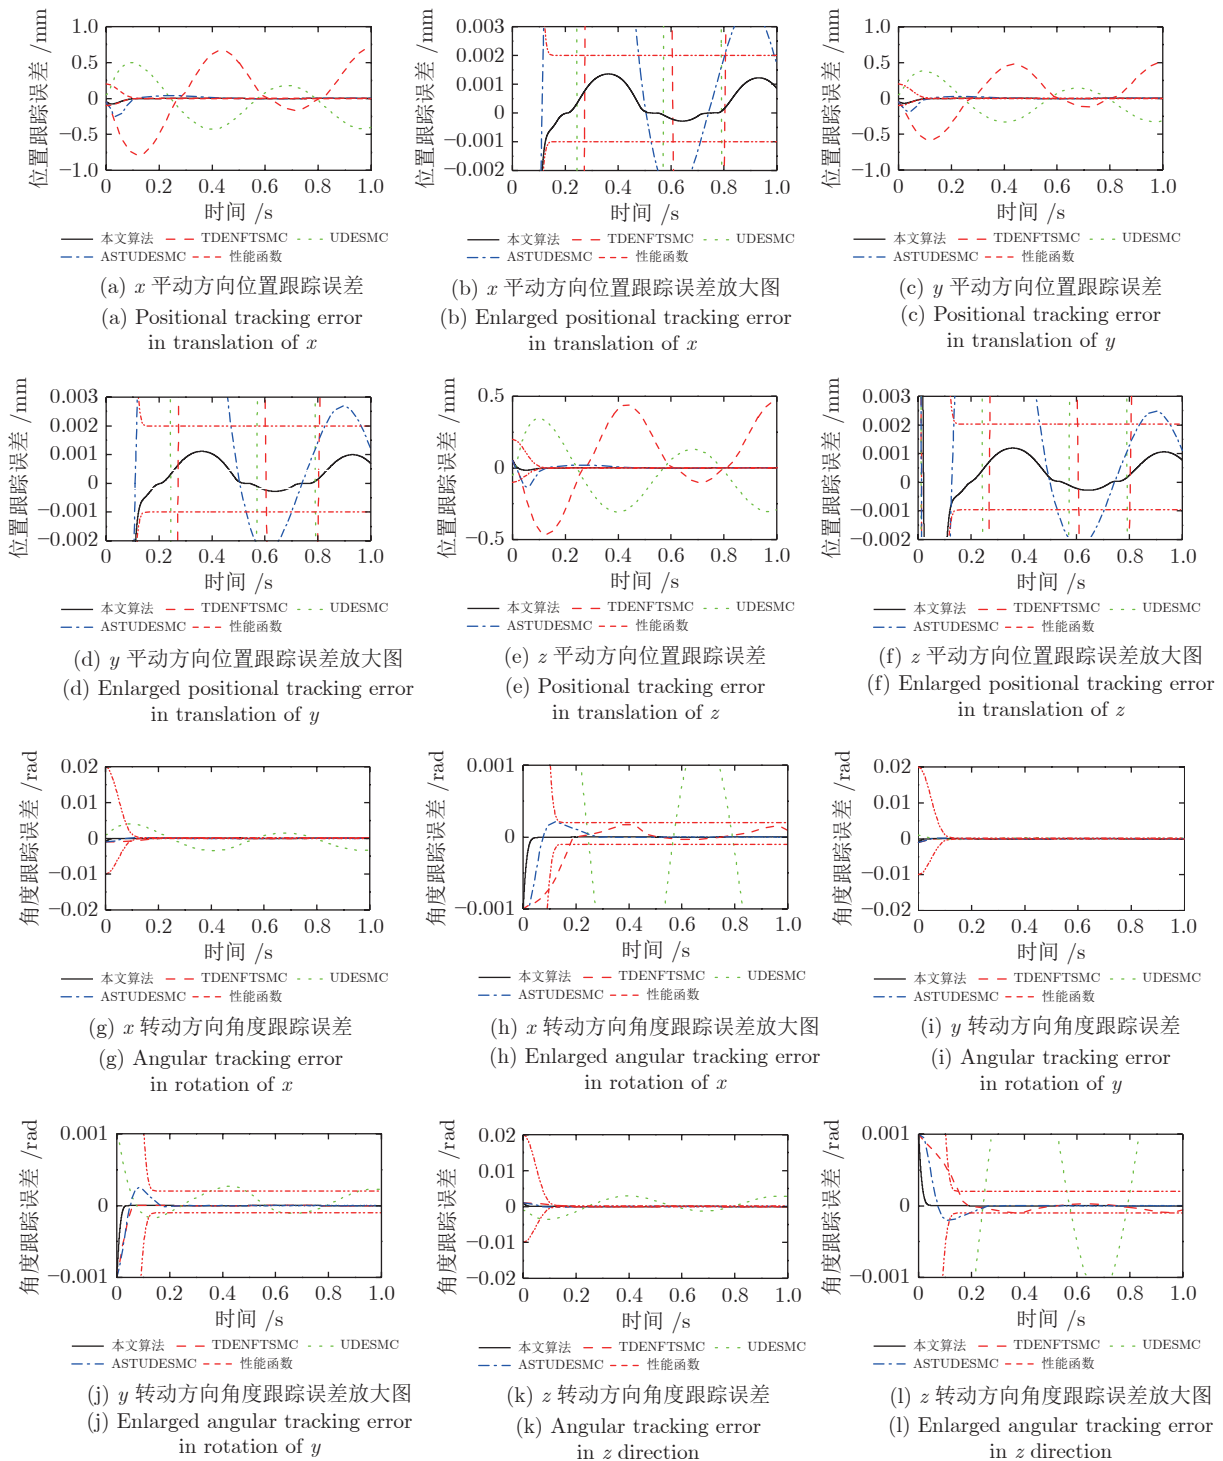 位置跟踪误差 /mm
1.0
0.5
0
−0.5
−1.0
0 0.2 0.4 0.6 0.8 1.0
时间 /s
本文算法 TDENFTSMC UDESMC
ASTUDESMC 性能函数
(a) x 平动方向位置跟踪误差
(a) Positional tracking error
in translation of x
位置跟踪误差 /mm
0.003
0.002
0.001
0
−0.001
−0.002
0 0.2 0.4 0.6 0.8 1.0
时间 /s
本文算法 TDENFTSMC UDESMC
ASTUDESMC 性能函数
(b) x 平动方向位置跟踪误差放大图
(b) Enlarged positional tracking error
in translation of x
位置跟踪误差 /mm
1.0
0.5
0
−0.5
−1.0
0 0.2 0.4 0.6 0.8 1.0
时间 /s
本文算法 TDENFTSMC UDESMC
ASTUDESMC 性能函数
(c) y 平动方向位置跟踪误差
(c) Positional tracking error
in translation of y
位置跟踪误差 /mm
0.003
0.002
0.001
0
−0.001
−0.002
0 0.2 0.4 0.6 0.8 1.0
时间 /s
本文算法 TDENFTSMC UDESMC
ASTUDESMC 性能函数
(d) y 平动方向位置跟踪误差放大图
(d) Enlarged positional tracking error
in translation of y
位置跟踪误差 /mm
0.5
0
−0.5
0 0.2 0.4 0.6 0.8 1.0
时间 /s
本文算法 TDENFTSMC UDESMC
ASTUDESMC 性能函数
(e) z 平动方向位置跟踪误差
(e) Positional tracking error
in translation of z
位置跟踪误差 /mm
0.003
0.002
0.001
0
−0.001
−0.002
0 0.2 0.4 0.6 0.8 1.0
时间 /s
本文算法 TDENFTSMC UDESMC
ASTUDESMC 性能函数
(f) z 平动方向位置跟踪误差放大图
(f) Enlarged positional tracking error
in translation of z
角度跟踪误差 /rad
0.02
0.01
0
−0.01
−0.02
0 0.2 0.4 0.6 0.8 1.0
时间 /s
本文算法 TDENFTSMC UDESMC
ASTUDESMC 性能函数
(g) x 转动方向角度跟踪误差
(g) Angular tracking error
in rotation of x
角度跟踪误差 /rad
0.001
0
−0.001
0 0.2 0.4 0.6 0.8 1.0
时间 /s
本文算法 TDENFTSMC UDESMC
ASTUDESMC 性能函数
(h) x 转动方向角度跟踪误差放大图
(h) Enlarged angular tracking error
in rotation of x
角度跟踪误差 /rad
0.02
0.01
0
−0.01
−0.02
0 0.2 0.4 0.6 0.8 1.0
时间 /s
本文算法 TDENFTSMC UDESMC
ASTUDESMC 性能函数
(i) y 转动方向角度跟踪误差
(i) Angular tracking error
in rotation of y
角度跟踪误差 /rad
0.001
0
−0.001
0 0.2 0.4 0.6 0.8 1.0
时间 /s
本文算法 TDENFTSMC UDESMC
ASTUDESMC 性能函数
(j) y 转动方向角度跟踪误差放大图
(j) Enlarged angular tracking error
in rotation of y
角度跟踪误差 /rad
0.02
0.01
0
−0.01
−0.02
0 0.2 0.4 0.6 0.8 1.0
时间 /s
本文算法 TDENFTSMC UDESMC
ASTUDESMC 性能函数
(k) z 转动方向角度跟踪误差
(k) Angular tracking error
in z direction
角度跟踪误差 /rad
0.001
0
−0.001
0 0.2 0.4 0.6 0.8 1.0
时间 /s
本文算法 TDENFTSMC UDESMC
ASTUDESMC 性能函数
(l) z 转动方向角度跟踪误差放大图
(l) Enlarged angular tracking error
in z direction